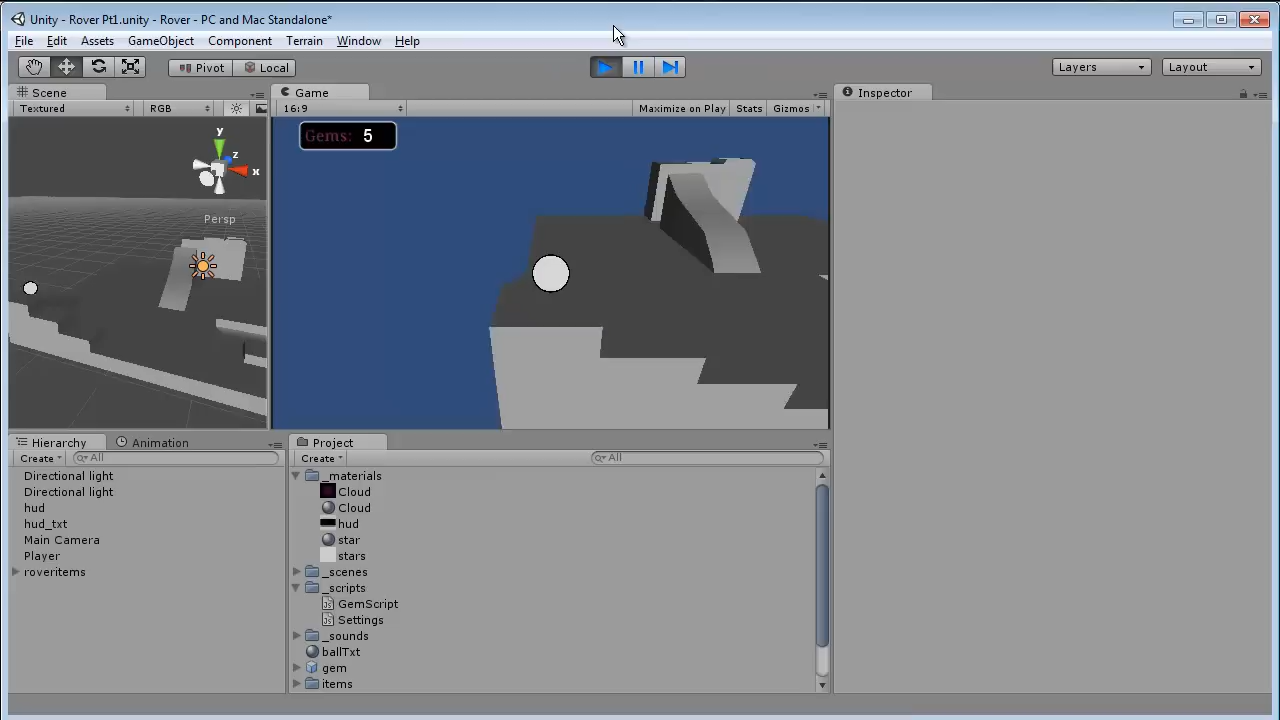 Unity - Rover Pt1.unity - Rover - PC and Mac Standalone*
File Edit Assets GameObject Component Terrain Window Help
Pivot Local Layers Layout
Scene Game Inspector
Textured RGB 16:9 Maximize on Play Stats Gizmos
Gems: 5
y
z
x
Persp
Hierarchy Animation Project
Create All Create All
Directional light
Directional light
hud
hud_txt
Main Camera
Player
roveritems
_materials
Cloud
Cloud
hud
star
stars
_scenes
_scripts
GemScript
Settings
_sounds
ballTxt
gem
items